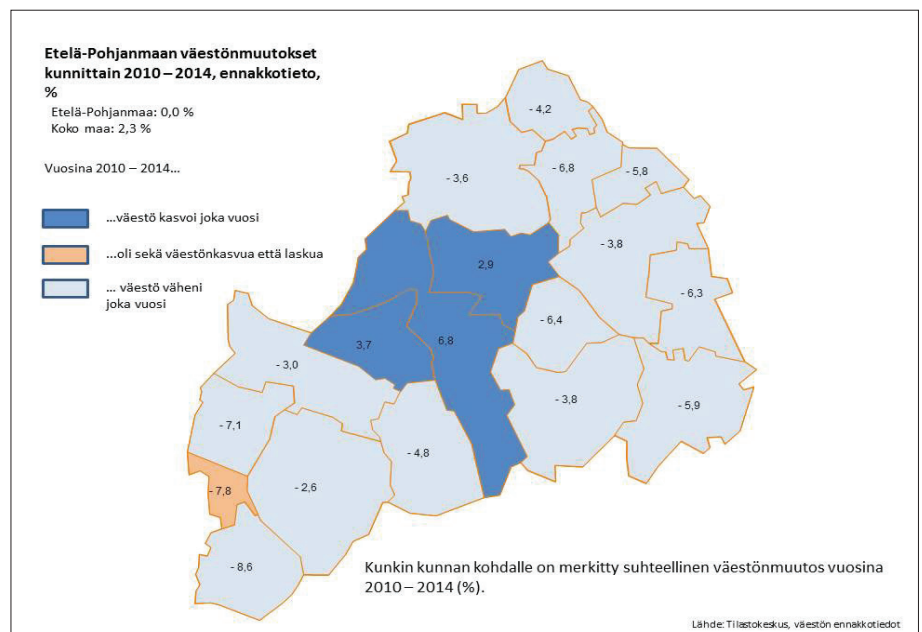 Etelä-Pohjanmaan väestönmuutokset
kunnittain 2010 – 2014, ennakkotieto,
%
Etelä-Pohjanmaa: 0,0 %
Koko maa: 2,3 %
Vuosina 2010 – 2014...
...väestö kasvoi joka vuosi
...oli sekä väestönkasvua että laskua
... väestö väheni
joka vuosi
- 4,2
- 3,6
- 6,8
- 5,8
- 3,8
2,9
- 6,3
- 6,4
3,7
6,8
- 3,0
- 3,8
- 5,9
- 7,1
- 4,8
- 7,8
- 2,6
- 8,6
Kunkin kunnan kohdalle on merkitty suhteellinen väestönmuutos vuosina
2010 – 2014 (%).
Lähde: Tilastokeskus, väestön ennakkotiedot